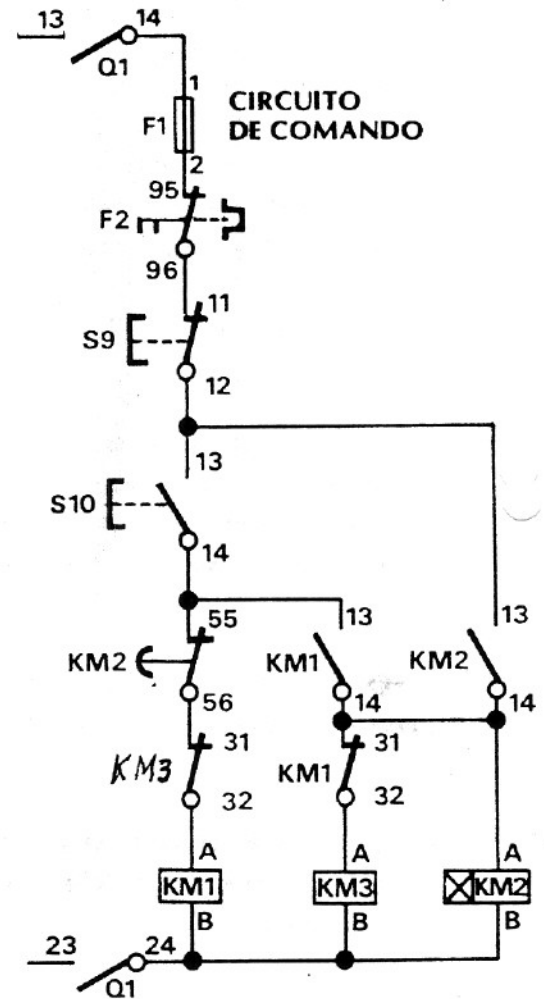 13
14
Q1
1
F1
CIRCUITO
DE COMANDO
2
95
F2
96
11
S9
12
13
S10
14
55
13
13
KM2
KM1
KM2
56
14
14
KM3
31
KM1
31
32
32
A
A
A
KM1
KM3
KM2
B
B
B
23
24
Q1